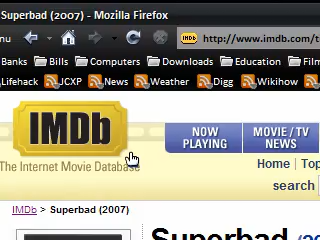 Superbad (2007) - Mozilla Firefox
http://www.imdb.com/t
Banks Bills Computers Downloads Education
Lifehack JCXP News Weather Digg Wikihow
IMDb
The Internet Movie Database
NOW PLAYING
MOVIE / TV NEWS
Home | Top
search
IMDb > Superbad (2007)
Superbad